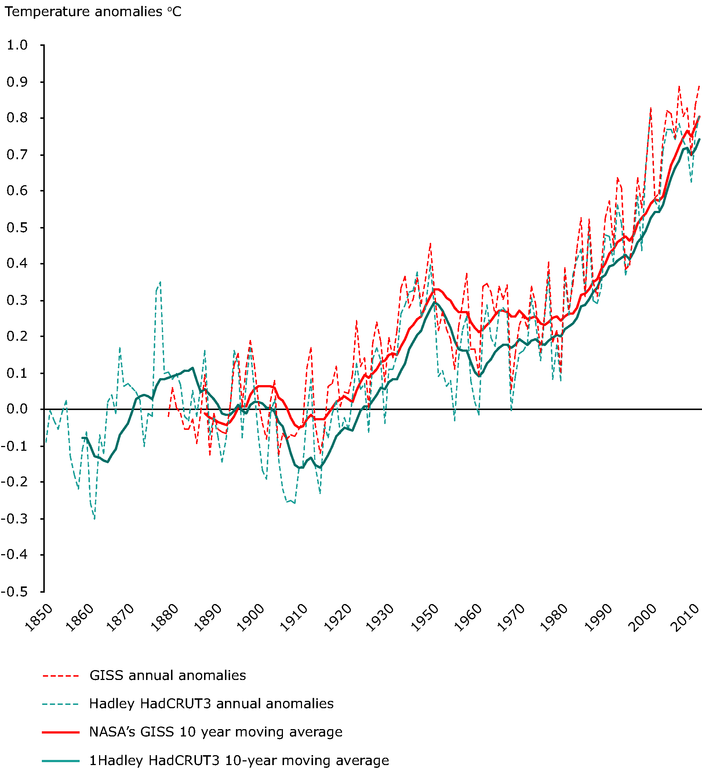 Temperature anomalies ºC
1.0
0.9
0.8
0.7
0.6
0.5
0.4
0.3
0.2
0.1
0.0
-0.1
-0.2
-0.3
-0.4
-0.5
1850 1860 1870 1880 1890 1900 1910 1920 1930 1950 1960 1970 1980 1990 2000 2010
GISS annual anomalies
Hadley HadCRUT3 annual anomalies
NASA's GISS 10 year moving average
1Hadley HadCRUT3 10-year moving average